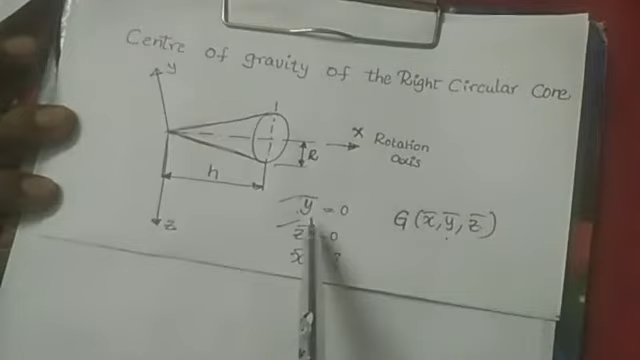 Centre of gravity of the Right Circular Cone
y
x Rotation
axis
R
h
z
y̅ = 0
z̅ = 0
x̅ ?
G(x̅, y̅, z̅)